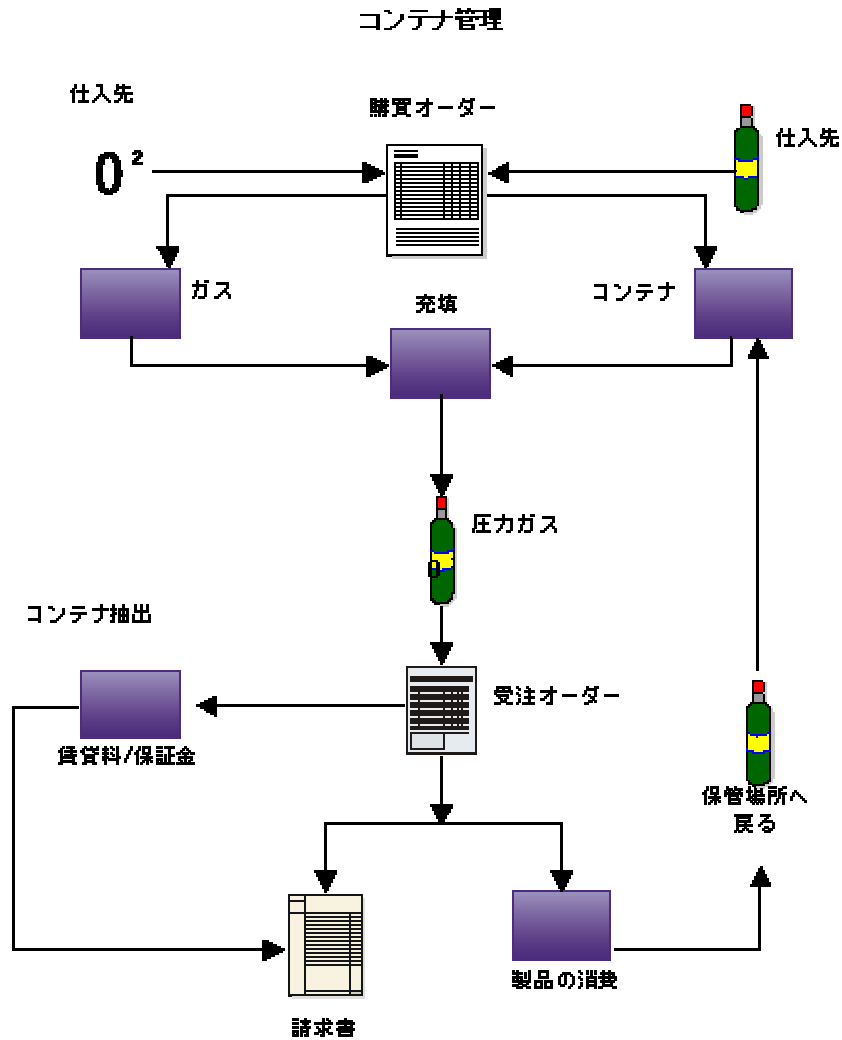 コンテナ管理
仕入先
購買オーダー
仕入先
O²
ガス
充填
コンテナ
圧力ガス
コンテナ抽出
受注オーダー
賃貸料/保証金
保管場所へ
戻る
製品の消費
請求書